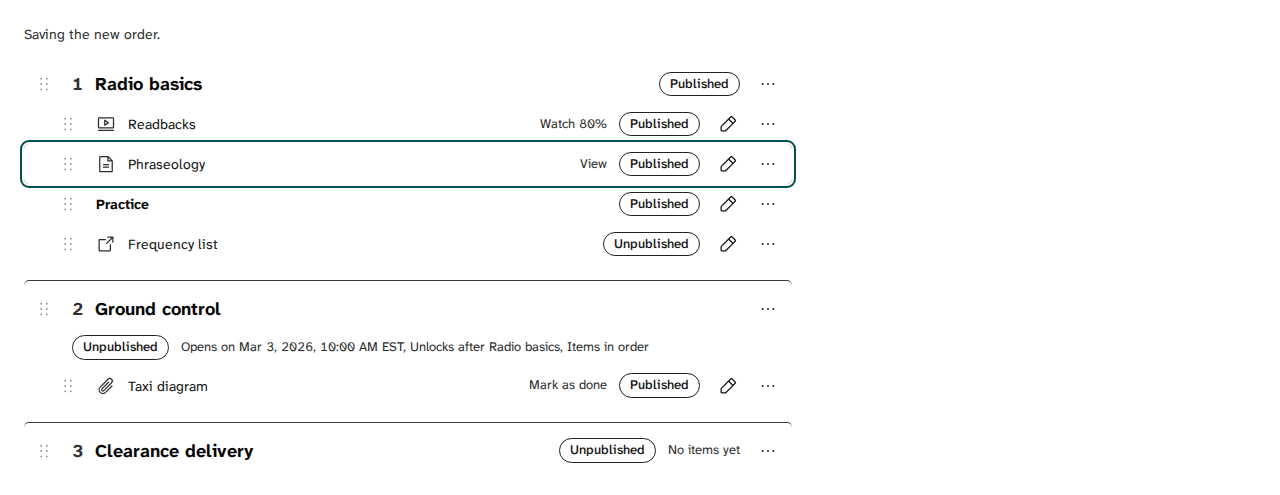 Saving the new order.
1 Radio basics Published
Readbacks Watch 80% Published
Phraseology View Published
Practice Published
Frequency list Unpublished
2 Ground control
Unpublished Opens on Mar 3, 2026, 10:00 AM EST, Unlocks after Radio basics, Items in order
Taxi diagram Mark as done Published
3 Clearance delivery Unpublished No items yet